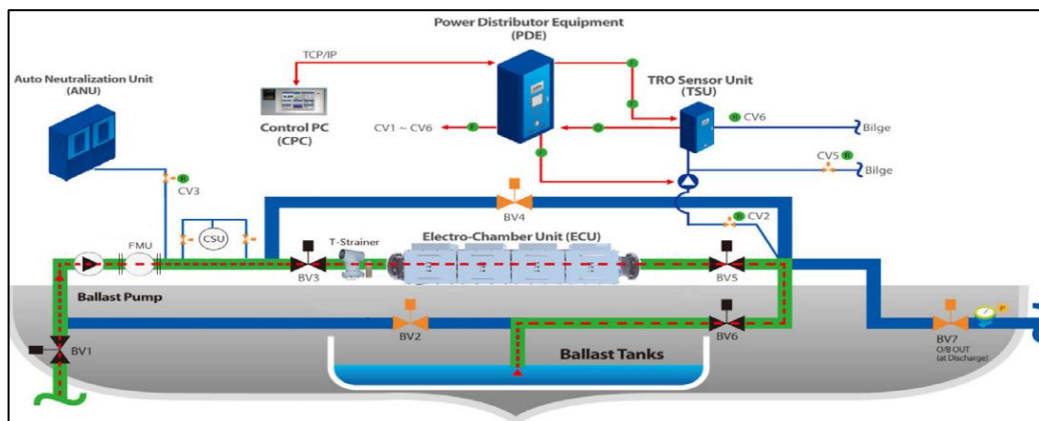 Power Distributor Equipment
(PDE)
TCP/IP
Auto Neutralization Unit
(ANU)
TRO Sensor Unit
(TSU)
Control PC
(CPC)
CV1 ~ CV6
R CV6
Bilge
CV5 R
Bilge
R
CV3
BV4
R CV2
CSU
T-Strainer
Electro-Chamber Unit (ECU)
FMU
BV3
BV5
Ballast Pump
BV1
BV2
BV6
Ballast Tanks
P
BV7
O/B OUT
(at Discharge)